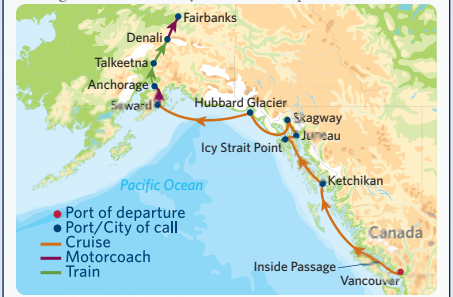 Fairbanks
Denali
Talkeetna
Anchorage
Seward
Hubbard Glacier
Skagway
Juneau
Icy Strait Point
Ketchikan
Pacific Ocean
Port of departure
Port/City of call
Cruise
Motorcoach
Train
Canada
Inside Passage
Vancouver